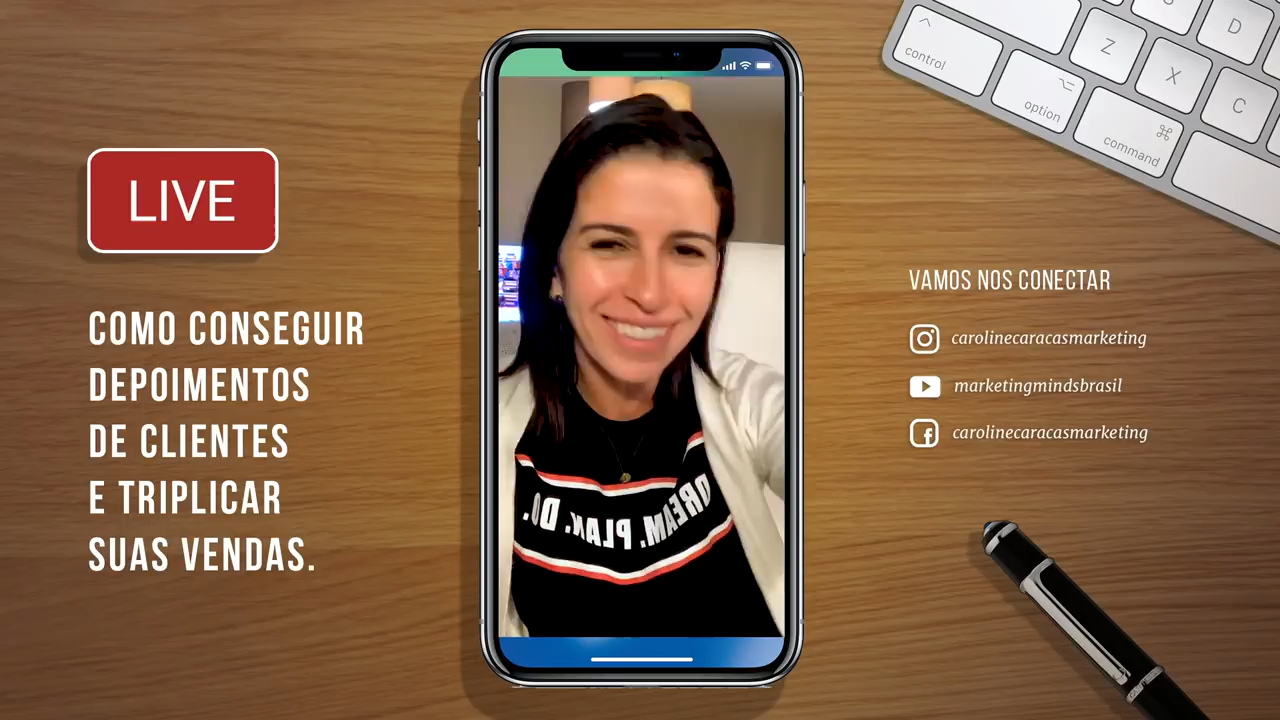 LIVE
COMO CONSEGUIR
DEPOIMENTOS
DE CLIENTES
E TRIPLICAR
SUAS VENDAS.
DREAM. PLAN. DO.
VAMOS NOS CONECTAR
carolinecaracasmarketing
marketingmindsbrasil
carolinecaracasmarketing
control
option
command
Z
X
C
S
D